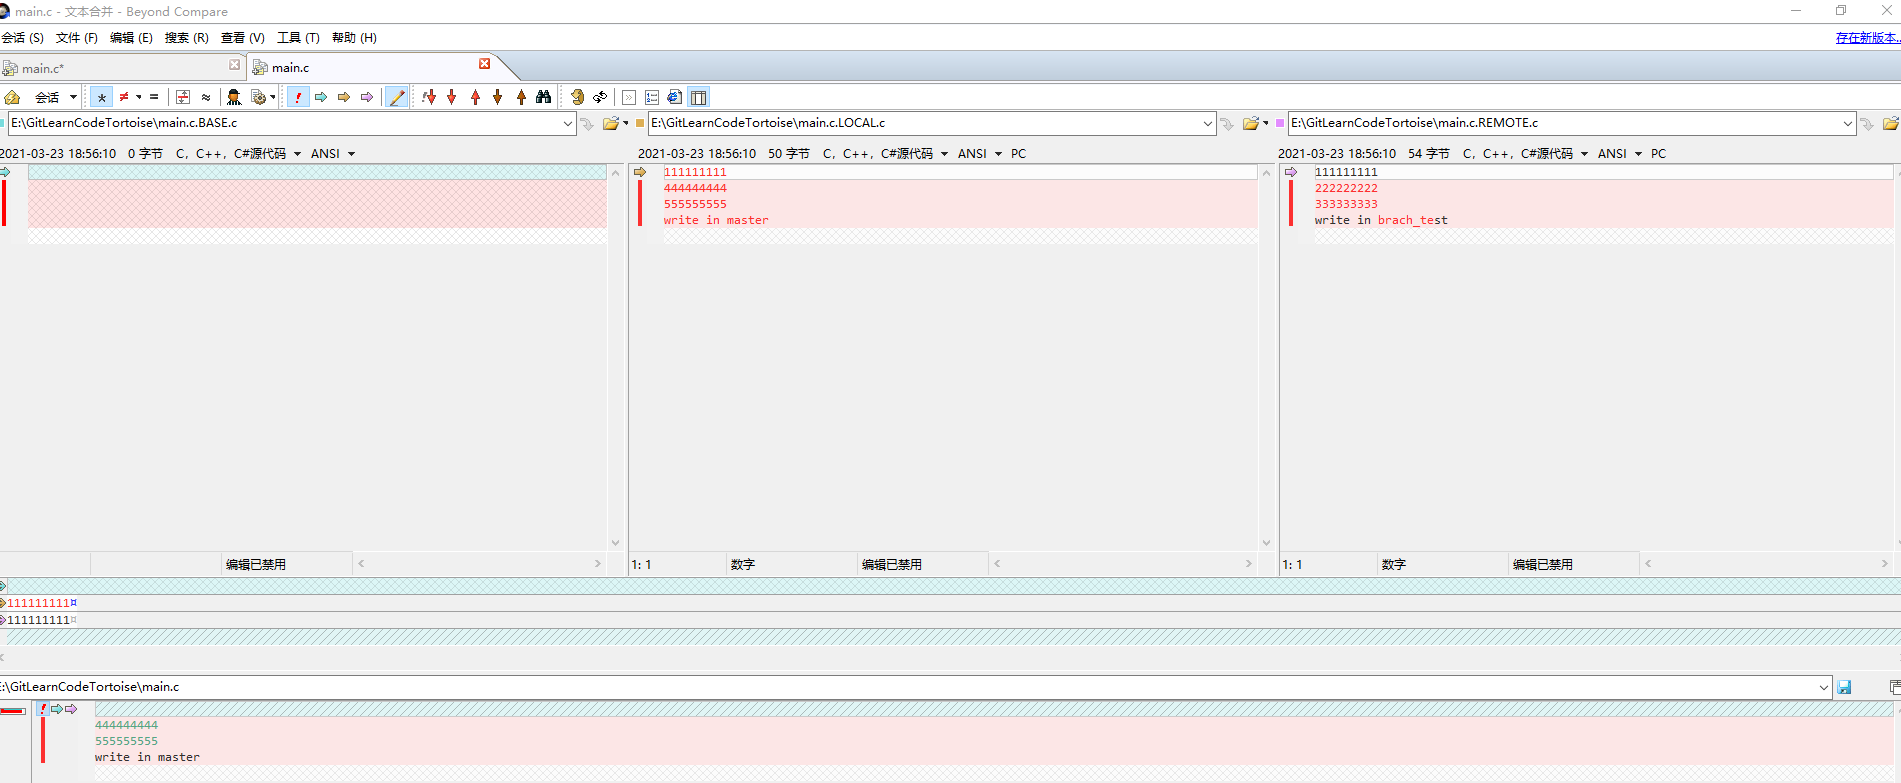 main.c - 文本合并 - Beyond Compare
会话 (S) 文件 (F) 编辑 (E) 搜索 (R) 查看 (V) 工具 (T) 帮助 (H) 存在新版本...
main.c* main.c
会话
E:\GitLearnCodeTortoise\main.c.BASE.c E:\GitLearnCodeTortoise\main.c.LOCAL.c E:\GitLearnCodeTortoise\main.c.REMOTE.c
2021-03-23 18:56:10 0 字节 C, C++, C#源代码 ANSI 2021-03-23 18:56:10 50 字节 C, C++, C#源代码 ANSI PC 2021-03-23 18:56:10 54 字节 C, C++, C#源代码 ANSI PC
111111111
444444444
555555555
write in master
111111111
222222222
333333333
write in brach_test
编辑已禁用 1: 1 数字 编辑已禁用 1: 1 数字 编辑已禁用
111111111¤
111111111¤
:\GitLearnCodeTortoise\main.c
444444444
555555555
write in master